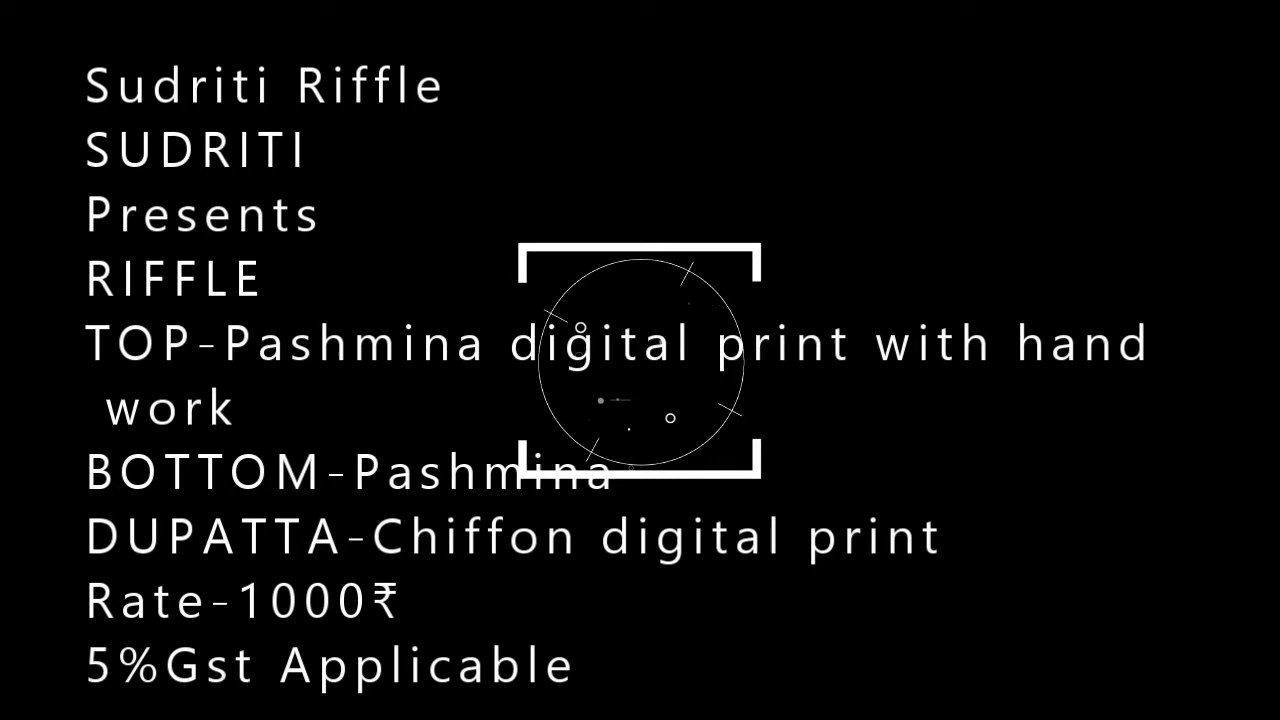 Sudriti Riffle
SUDRITI
Presents
RIFFLE
TOP-Pashmina digital print with hand
work
BOTTOM-Pashmina
DUPATTA-Chiffon digital print
Rate-1000₹
5%Gst Applicable